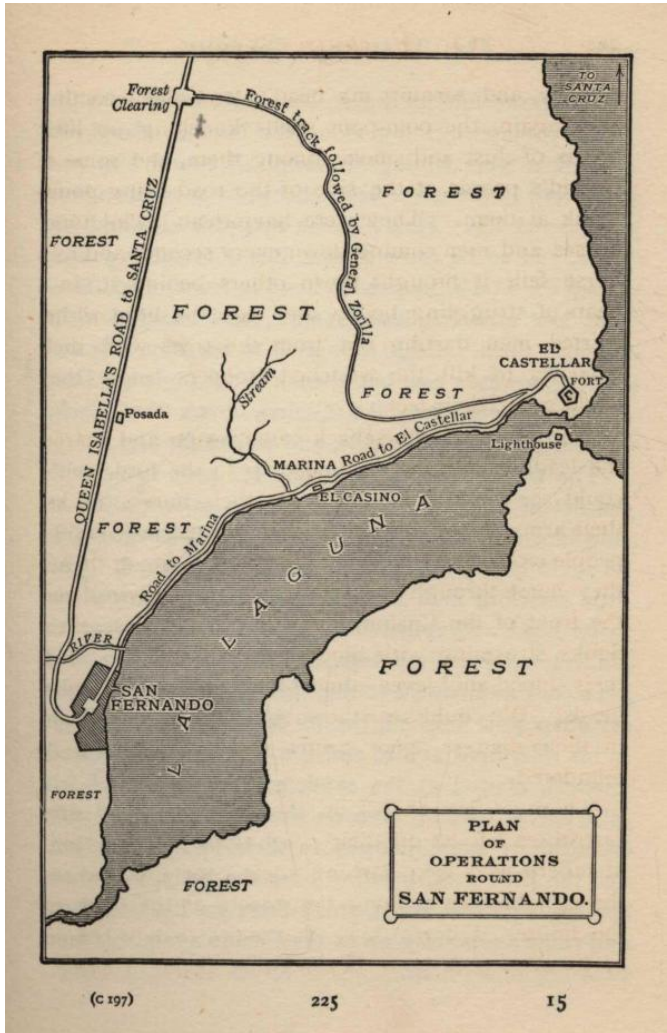 TO
SANTA
CRUZ
Forest
Clearing
Forest track followed by General Zorilla
FOREST
FOREST
QUEEN ISABELLA'S ROAD to SANTA CRUZ
FOREST
Stream
Posada
EL
CASTELLAR
FORT
FOREST
Lighthouse
MARINA
Road to El Castellar
EL CASINO
FOREST
Road to Marina
LA LAGUNA
RIVER
FOREST
SAN
FERNANDO
FOREST
FOREST
PLAN
OF
OPERATIONS
ROUND
SAN FERNANDO.
(C 197)
225
15